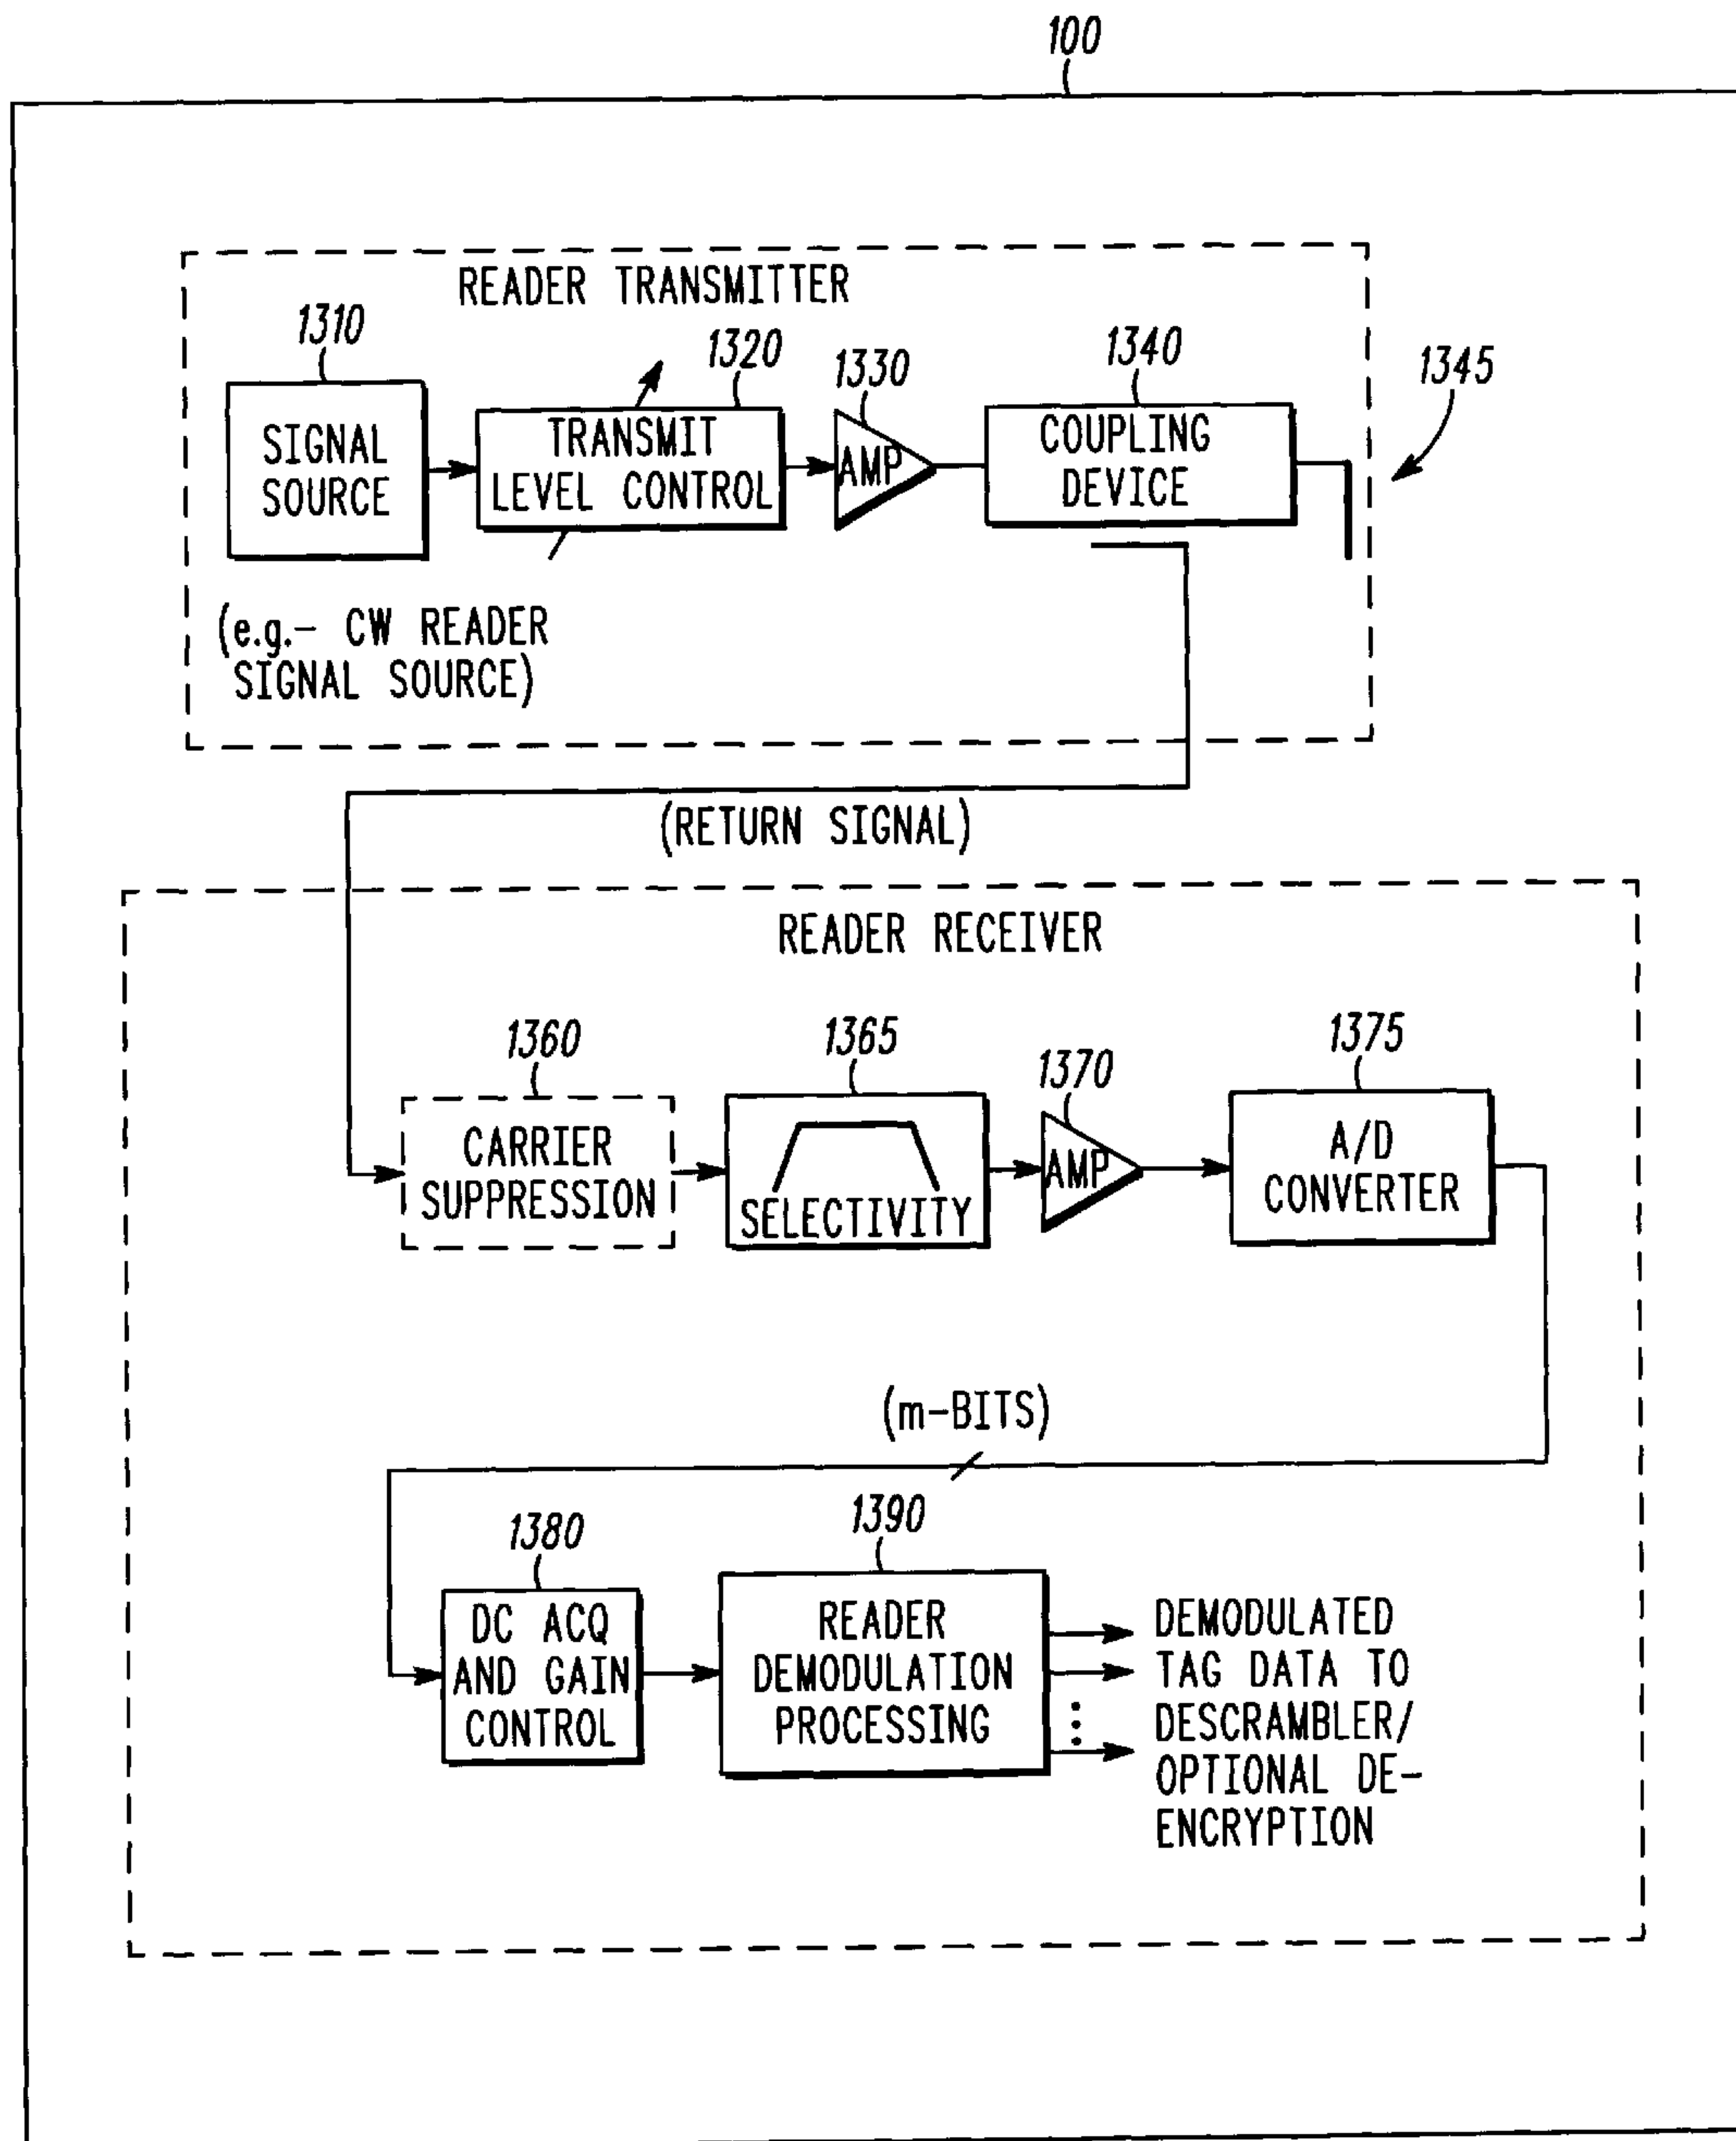 100
READER TRANSMITTER
1310
1320
1330
1340
1345
SIGNAL
SOURCE
TRANSMIT
LEVEL CONTROL
AMP
COUPLING
DEVICE
(e.g.- CW READER
SIGNAL SOURCE)
(RETURN SIGNAL)
READER RECEIVER
1360
1365
1370
1375
CARRIER
SUPPRESSION
SELECTIVITY
AMP
A/D
CONVERTER
(m-BITS)
1380
1390
DC ACQ
AND GAIN
CONTROL
READER
DEMODULATION
PROCESSING
DEMODULATED
TAG DATA TO
DESCRAMBLER/
OPTIONAL DE-
ENCRYPTION